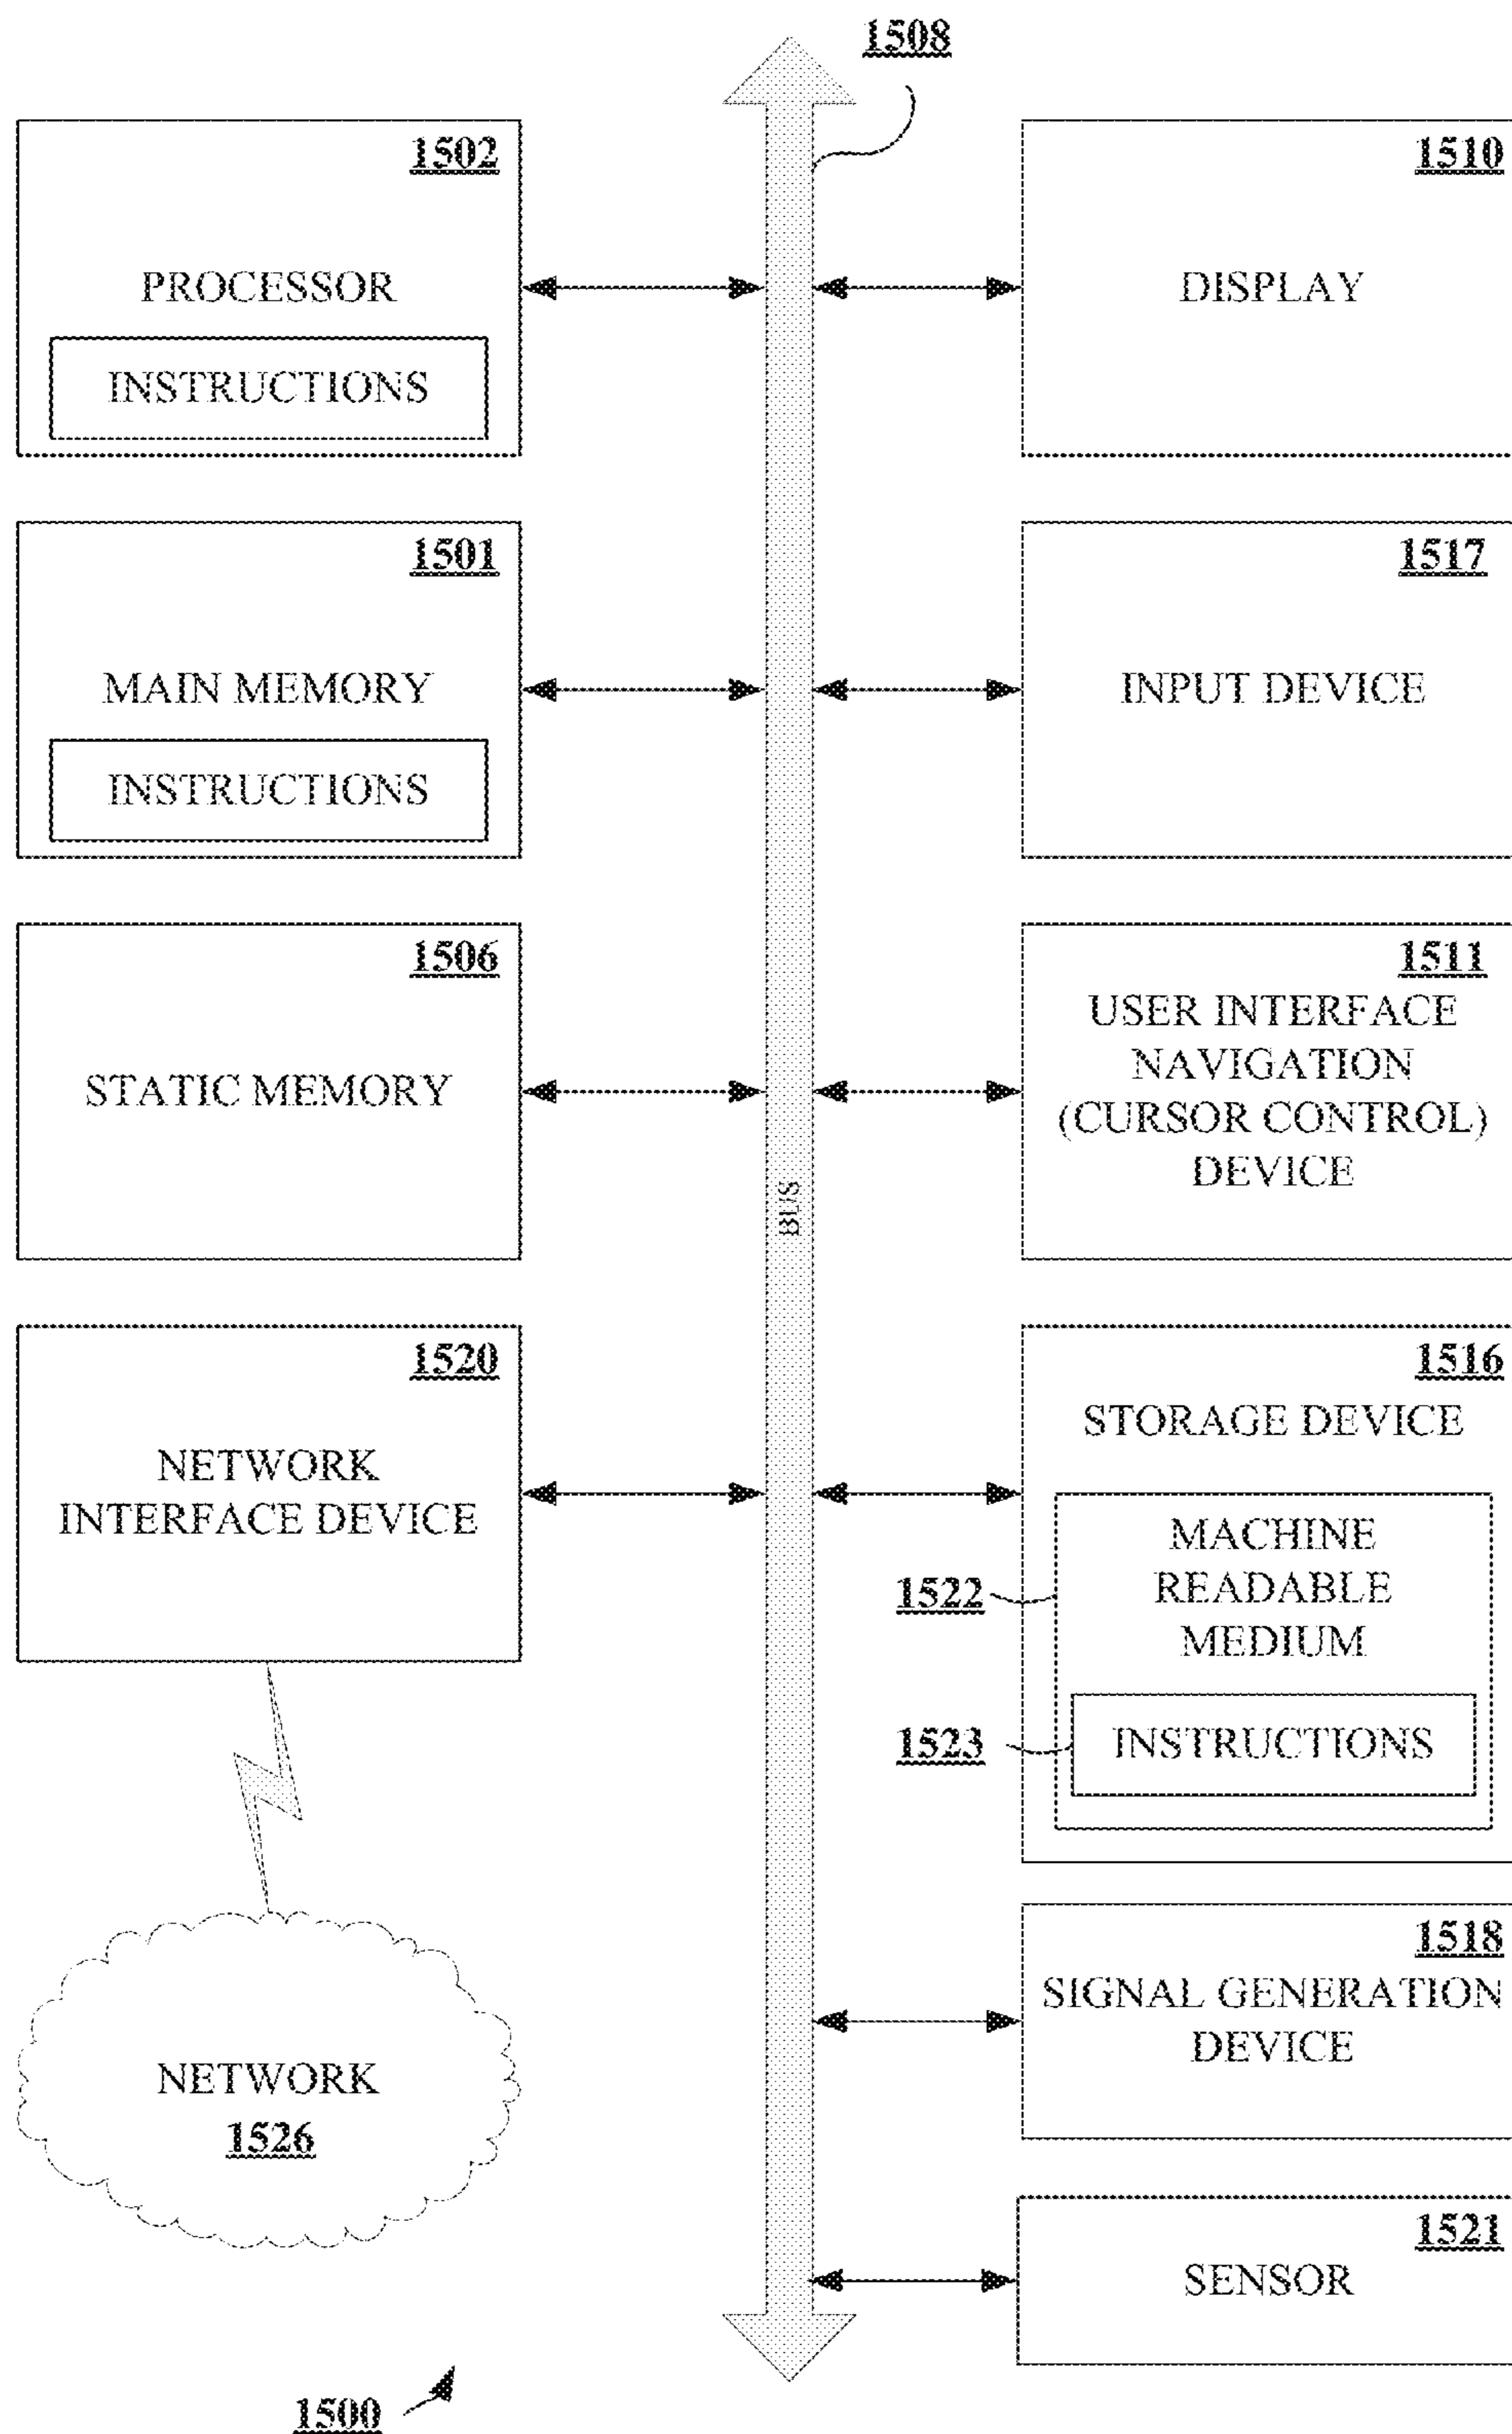 1508
1502
PROCESSOR
INSTRUCTIONS
1510
DISPLAY
1501
MAIN MEMORY
INSTRUCTIONS
1517
INPUT DEVICE
1506
STATIC MEMORY
1511
USER INTERFACE
NAVIGATION
(CURSOR CONTROL)
DEVICE
BUS
1520
NETWORK
INTERFACE DEVICE
1516
STORAGE DEVICE
1522
MACHINE
READABLE
MEDIUM
1523
INSTRUCTIONS
NETWORK
1526
1518
SIGNAL GENERATION
DEVICE
1521
SENSOR
1500